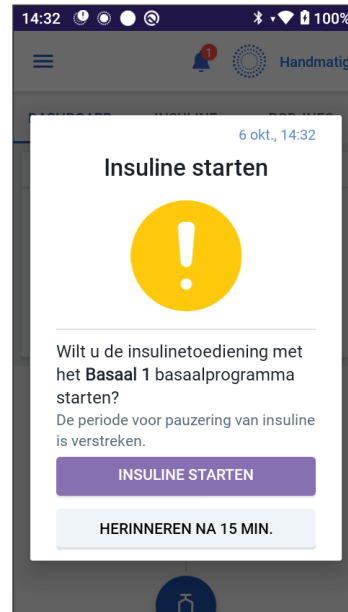 14:32
100%
1
Handmatig
6 okt., 14:32
Insuline starten
Wilt u de insulinetoediening met
het Basaal 1 basaalprogramma
starten?
De periode voor pauzering van insuline
is verstreken.
INSULINE STARTEN
HERINNEREN NA 15 MIN.